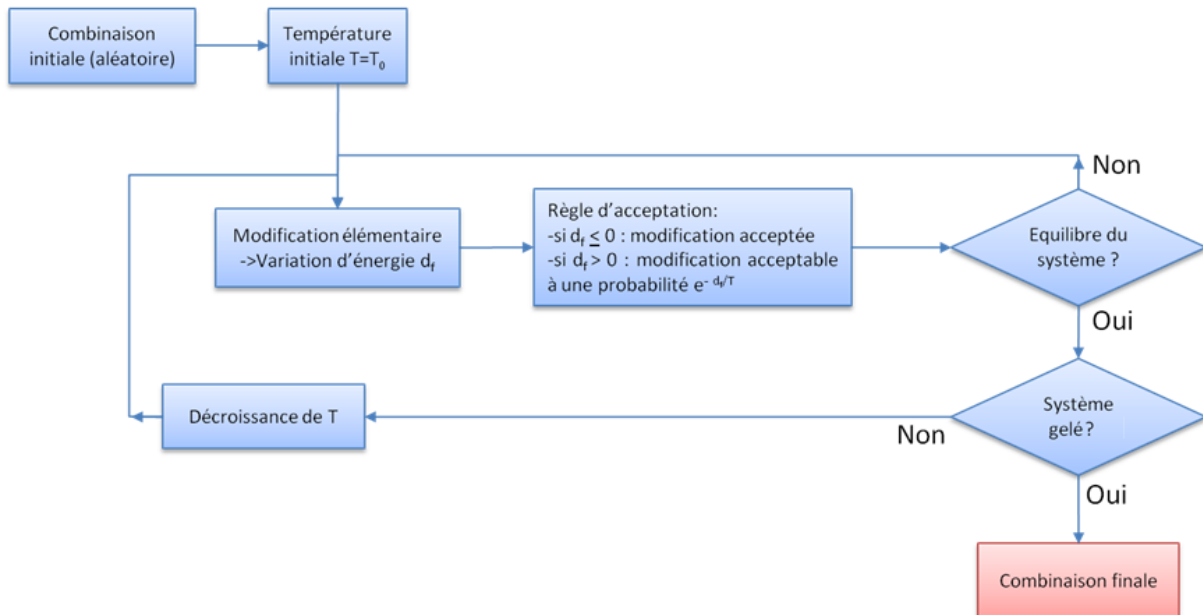 Combinaison
initiale (aléatoire)
Température
initiale T=T₀
Non
Modification élémentaire
->Variation d'énergie df
Règle d'acceptation:
-si df ≤ 0 : modification acceptée
-si df > 0 : modification acceptable
à une probabilité e^- df/T
Equilibre du
système ?
Oui
Décroissance de T
Non
Système
gelé ?
Oui
Combinaison finale